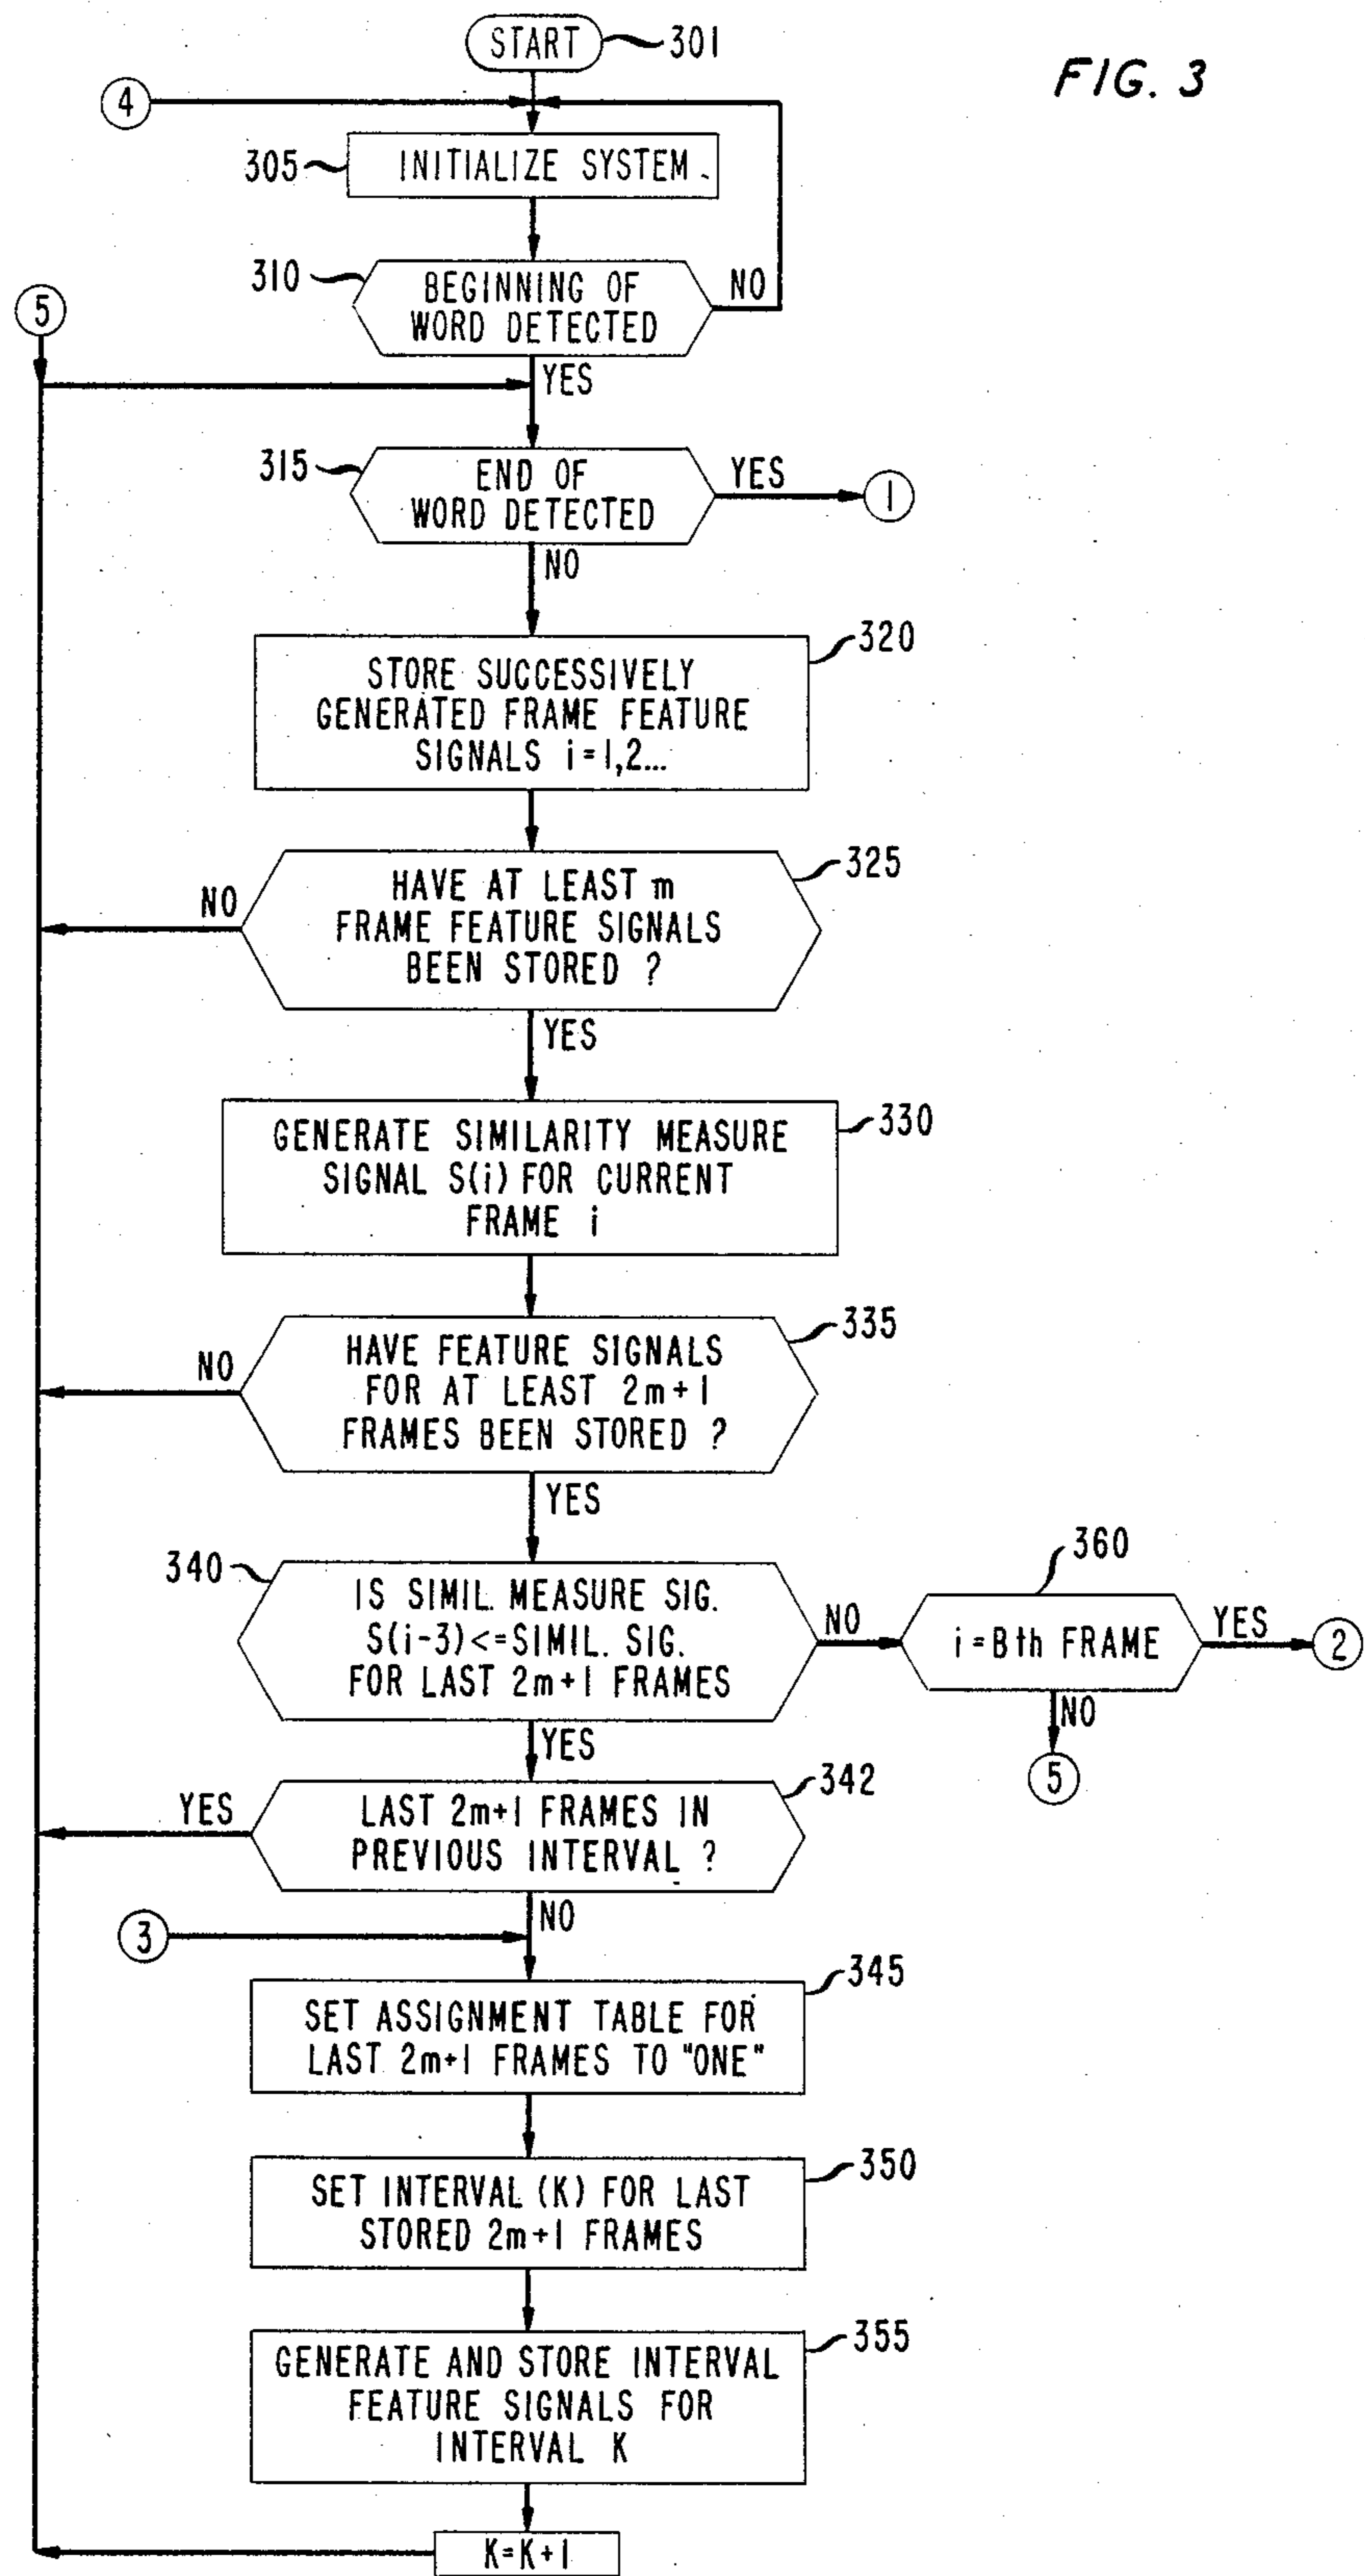 START
301
FIG. 3
4
305
INITIALIZE SYSTEM
310
BEGINNING OF
WORD DETECTED
NO
5
YES
315
END OF
WORD DETECTED
YES
1
NO
320
STORE SUCCESSIVELY
GENERATED FRAME FEATURE
SIGNALS i=1,2...
325
HAVE AT LEAST m
FRAME FEATURE SIGNALS
BEEN STORED ?
NO
YES
330
GENERATE SIMILARITY MEASURE
SIGNAL S(i) FOR CURRENT
FRAME i
335
HAVE FEATURE SIGNALS
FOR AT LEAST 2m+1
FRAMES BEEN STORED ?
NO
YES
340
IS SIMIL. MEASURE SIG.
S(i-3)<=SIMIL. SIG.
FOR LAST 2m+1 FRAMES
NO
360
i=Bth FRAME
YES
2
NO
5
YES
342
LAST 2m+1 FRAMES IN
PREVIOUS INTERVAL ?
YES
NO
3
345
SET ASSIGNMENT TABLE FOR
LAST 2m+1 FRAMES TO "ONE"
350
SET INTERVAL (K) FOR LAST
STORED 2m+1 FRAMES
355
GENERATE AND STORE INTERVAL
FEATURE SIGNALS FOR
INTERVAL K
K=K+1